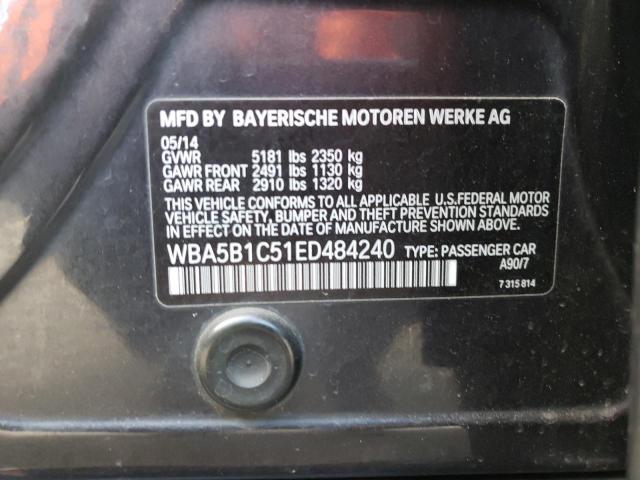 MFD BY BAYERISCHE MOTOREN WERKE AG
05/14
GVWR 5181 lbs 2350 kg
GAWR FRONT 2491 lbs 1130 kg
GAWR REAR 2910 lbs 1320 kg
THIS VEHICLE CONFORMS TO ALL APPLICABLE U.S.FEDERAL MOTOR
VEHICLE SAFETY, BUMPER AND THEFT PREVENTION STANDARDS
IN EFFECT ON THE DATE OF MANUFACTURE SHOWN ABOVE.
WBA5B1C51ED484240 TYPE: PASSENGER CAR
A90/7
7 315 814